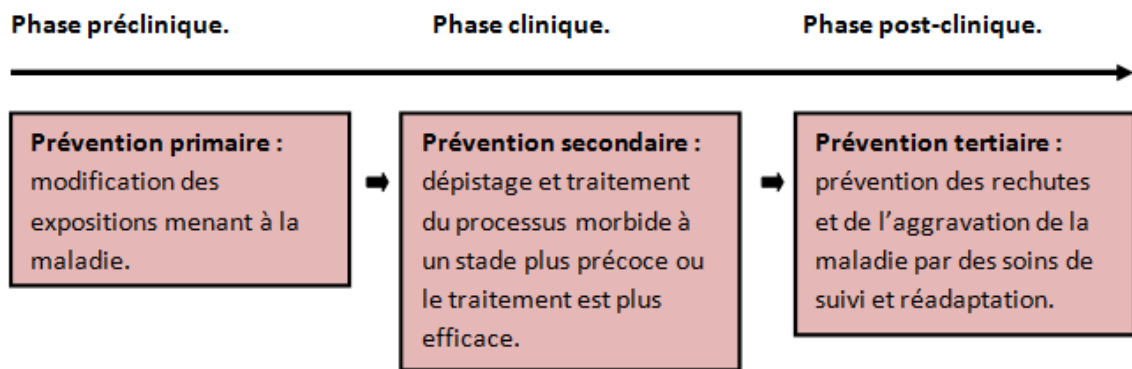 Phase préclinique.
Phase clinique.
Phase post-clinique.
Prévention primaire :
modification des
expositions menant à la
maladie.
Prévention secondaire :
dépistage et traitement
du processus morbide à
un stade plus précoce ou
le traitement est plus
efficace.
Prévention tertiaire :
prévention des rechutes
et de l’aggravation de la
maladie par des soins de
suivi et réadaptation.